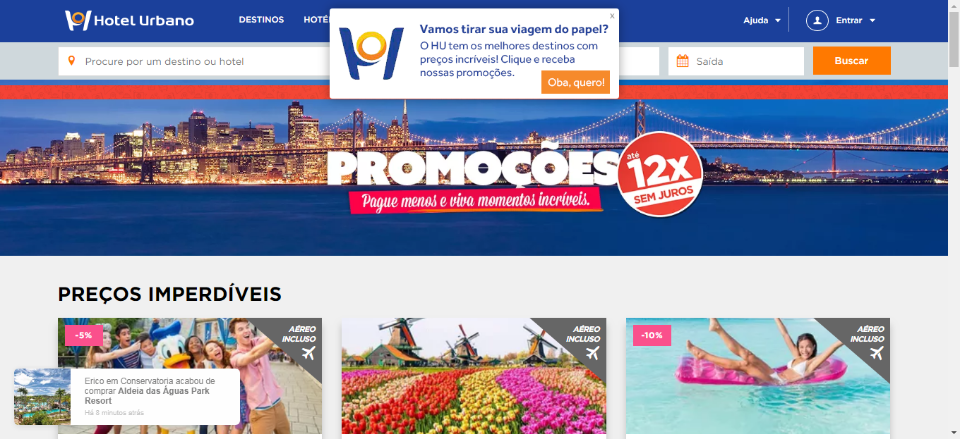 Hotel Urbano
DESTINOS
Ajuda
Entrar
x
Vamos tirar sua viagem do papel?
O HU tem os melhores destinos com
preços incríveis! Clique e receba
nossas promoções.
Oba, quero!
Procure por um destino ou hotel
Saída
Buscar
PROMOÇÕES
Pague menos e viva momentos incríveis.
até
12x
SEM JUROS
PREÇOS IMPERDÍVEIS
-5%
AÉREO
INCLUSO
AÉREO
INCLUSO
-10%
AÉREO
INCLUSO
Erico em Conservatoria acabou de
comprar Aldeia das Águas Park
Resort
Há 8 minutos atrás